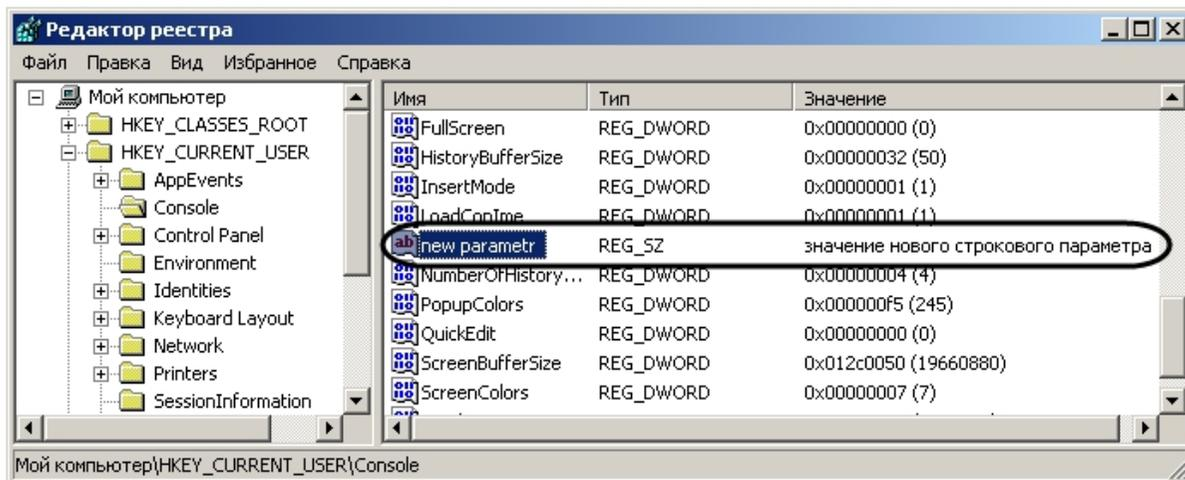 Редактор реестра
Файл Правка Вид Избранное Справка
Мой компьютер
HKEY_CLASSES_ROOT
HKEY_CURRENT_USER
AppEvents
Console
Control Panel
Environment
Identities
Keyboard Layout
Network
Printers
SessionInformation
Имя Тип Значение
FullScreen REG_DWORD 0x00000000 (0)
HistoryBufferSize REG_DWORD 0x00000032 (50)
InsertMode REG_DWORD 0x00000001 (1)
LoadConIme REG_DWORD 0x00000001 (1)
new parametr REG_SZ значение нового строкового параметра
NumberOfHistory... REG_DWORD 0x00000004 (4)
PopupColors REG_DWORD 0x000000f5 (245)
QuickEdit REG_DWORD 0x00000000 (0)
ScreenBufferSize REG_DWORD 0x012c0050 (19660880)
ScreenColors REG_DWORD 0x00000007 (7)
Мой компьютер\HKEY_CURRENT_USER\Console